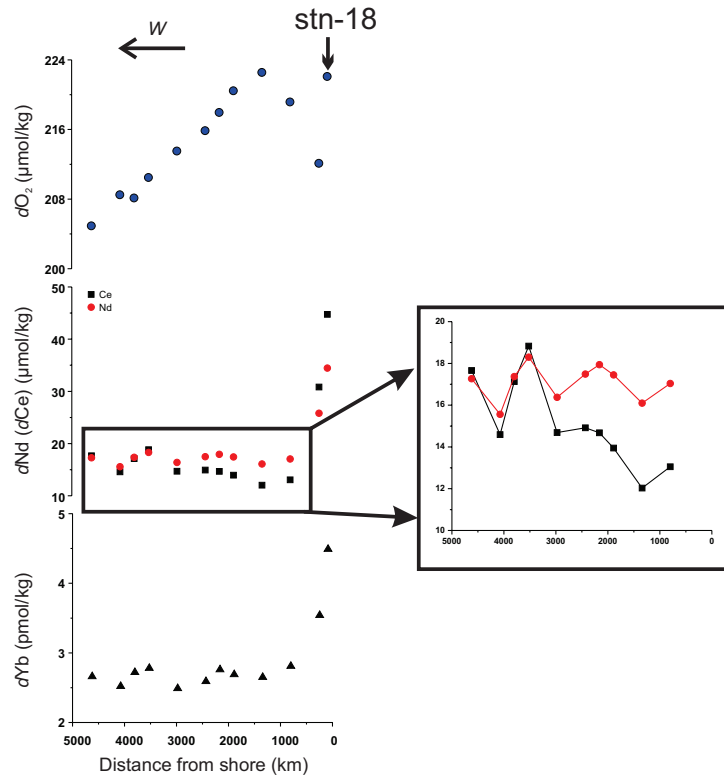 stn-18
W
224
216
208
200
dO₂ (μmol/kg)
Ce
Nd
50
40
30
20
10
dNd (dCe) (μmol/kg)
20
18
16
14
12
10
5000 4000 3000 2000 1000 0
5
4
3
2
dYb (pmol/kg)
5000 4000 3000 2000 1000 0
Distance from shore (km)